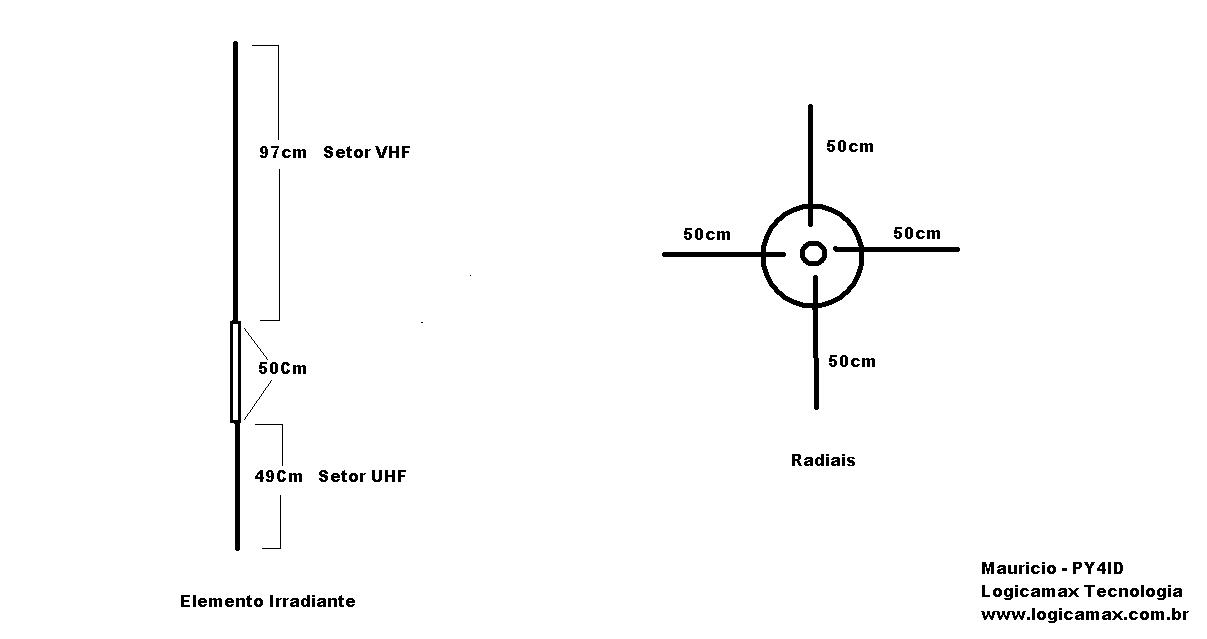 97cm Setor VHF
50Cm
49Cm Setor UHF
Elemento Irradiante
50cm
50cm
50cm
50cm
Radiais
Mauricio - PY4ID
Logicamax Tecnologia
www.logicamax.com.br